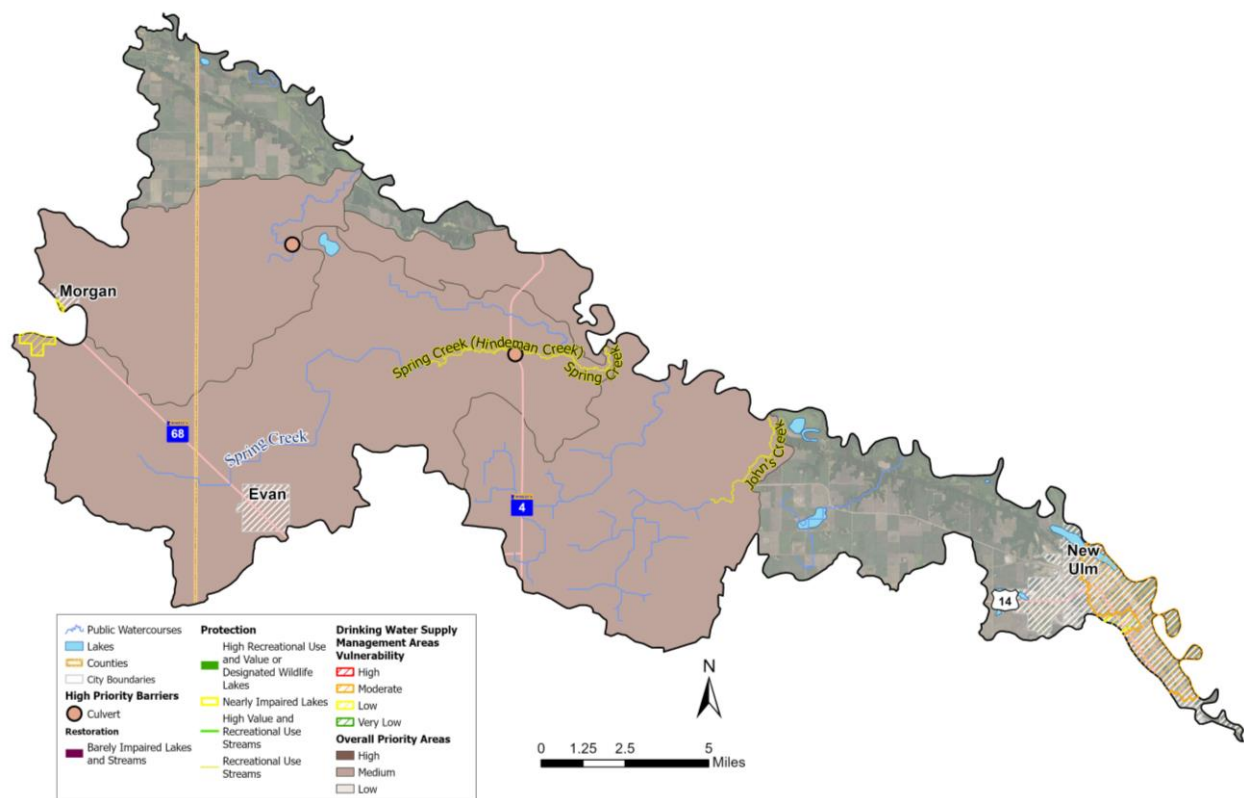 Morgan
Spring Creek (Hindeman Creek)
Spring Creek
John's Creek
68
Spring Creek
Evan
4
New
Ulm
14
Public Watercourses
Lakes
Counties
City Boundaries
High Priority Barriers
Culvert
Restoration
Barely Impaired Lakes
and Streams
Protection
High Recreational Use
and Value or
Designated Wildlife
Lakes
Nearly Impaired Lakes
High Value and
Recreational Use
Streams
Recreational Use
Streams
Drinking Water Supply
Management Areas
Vulnerability
High
Moderate
Low
Very Low
Overall Priority Areas
High
Medium
Low
N
0 1.25 2.5 5
Miles